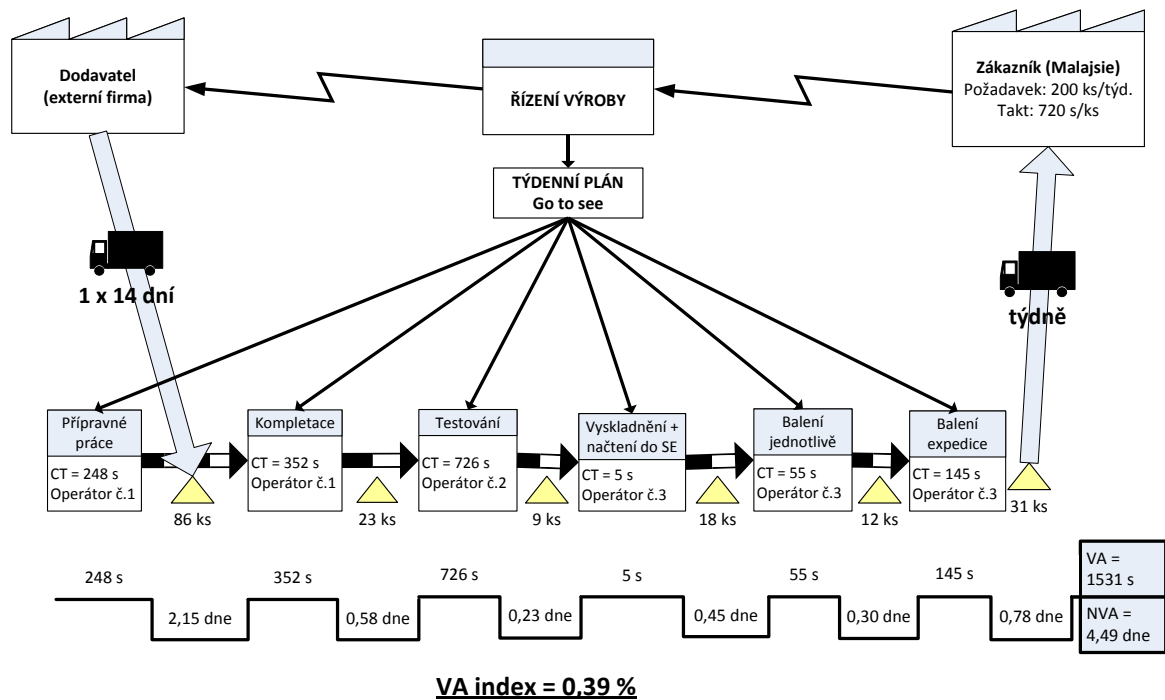 Dodavatel
(externí firma)
ŘÍZENÍ VÝROBY
Zákazník (Malajsie)
Požadavek: 200 ks/týd.
Takt: 720 s/ks
TÝDENNÍ PLÁN
Go to see
1 x 14 dní
týdně
Přípravné
práce
CT = 248 s
Operátor č.1
86 ks
Kompletace
CT = 352 s
Operátor č.1
23 ks
Testování
CT = 726 s
Operátor č.2
9 ks
Vyskladnění +
načtení do SE
CT = 5 s
Operátor č.3
18 ks
Balení
jednotlivě
CT = 55 s
Operátor č.3
12 ks
Balení
expedice
CT = 145 s
Operátor č.3
31 ks
248 s
2,15 dne
352 s
0,58 dne
726 s
0,23 dne
5 s
0,45 dne
55 s
0,30 dne
145 s
0,78 dne
VA =
1531 s
NVA =
4,49 dne
VA index = 0,39 %